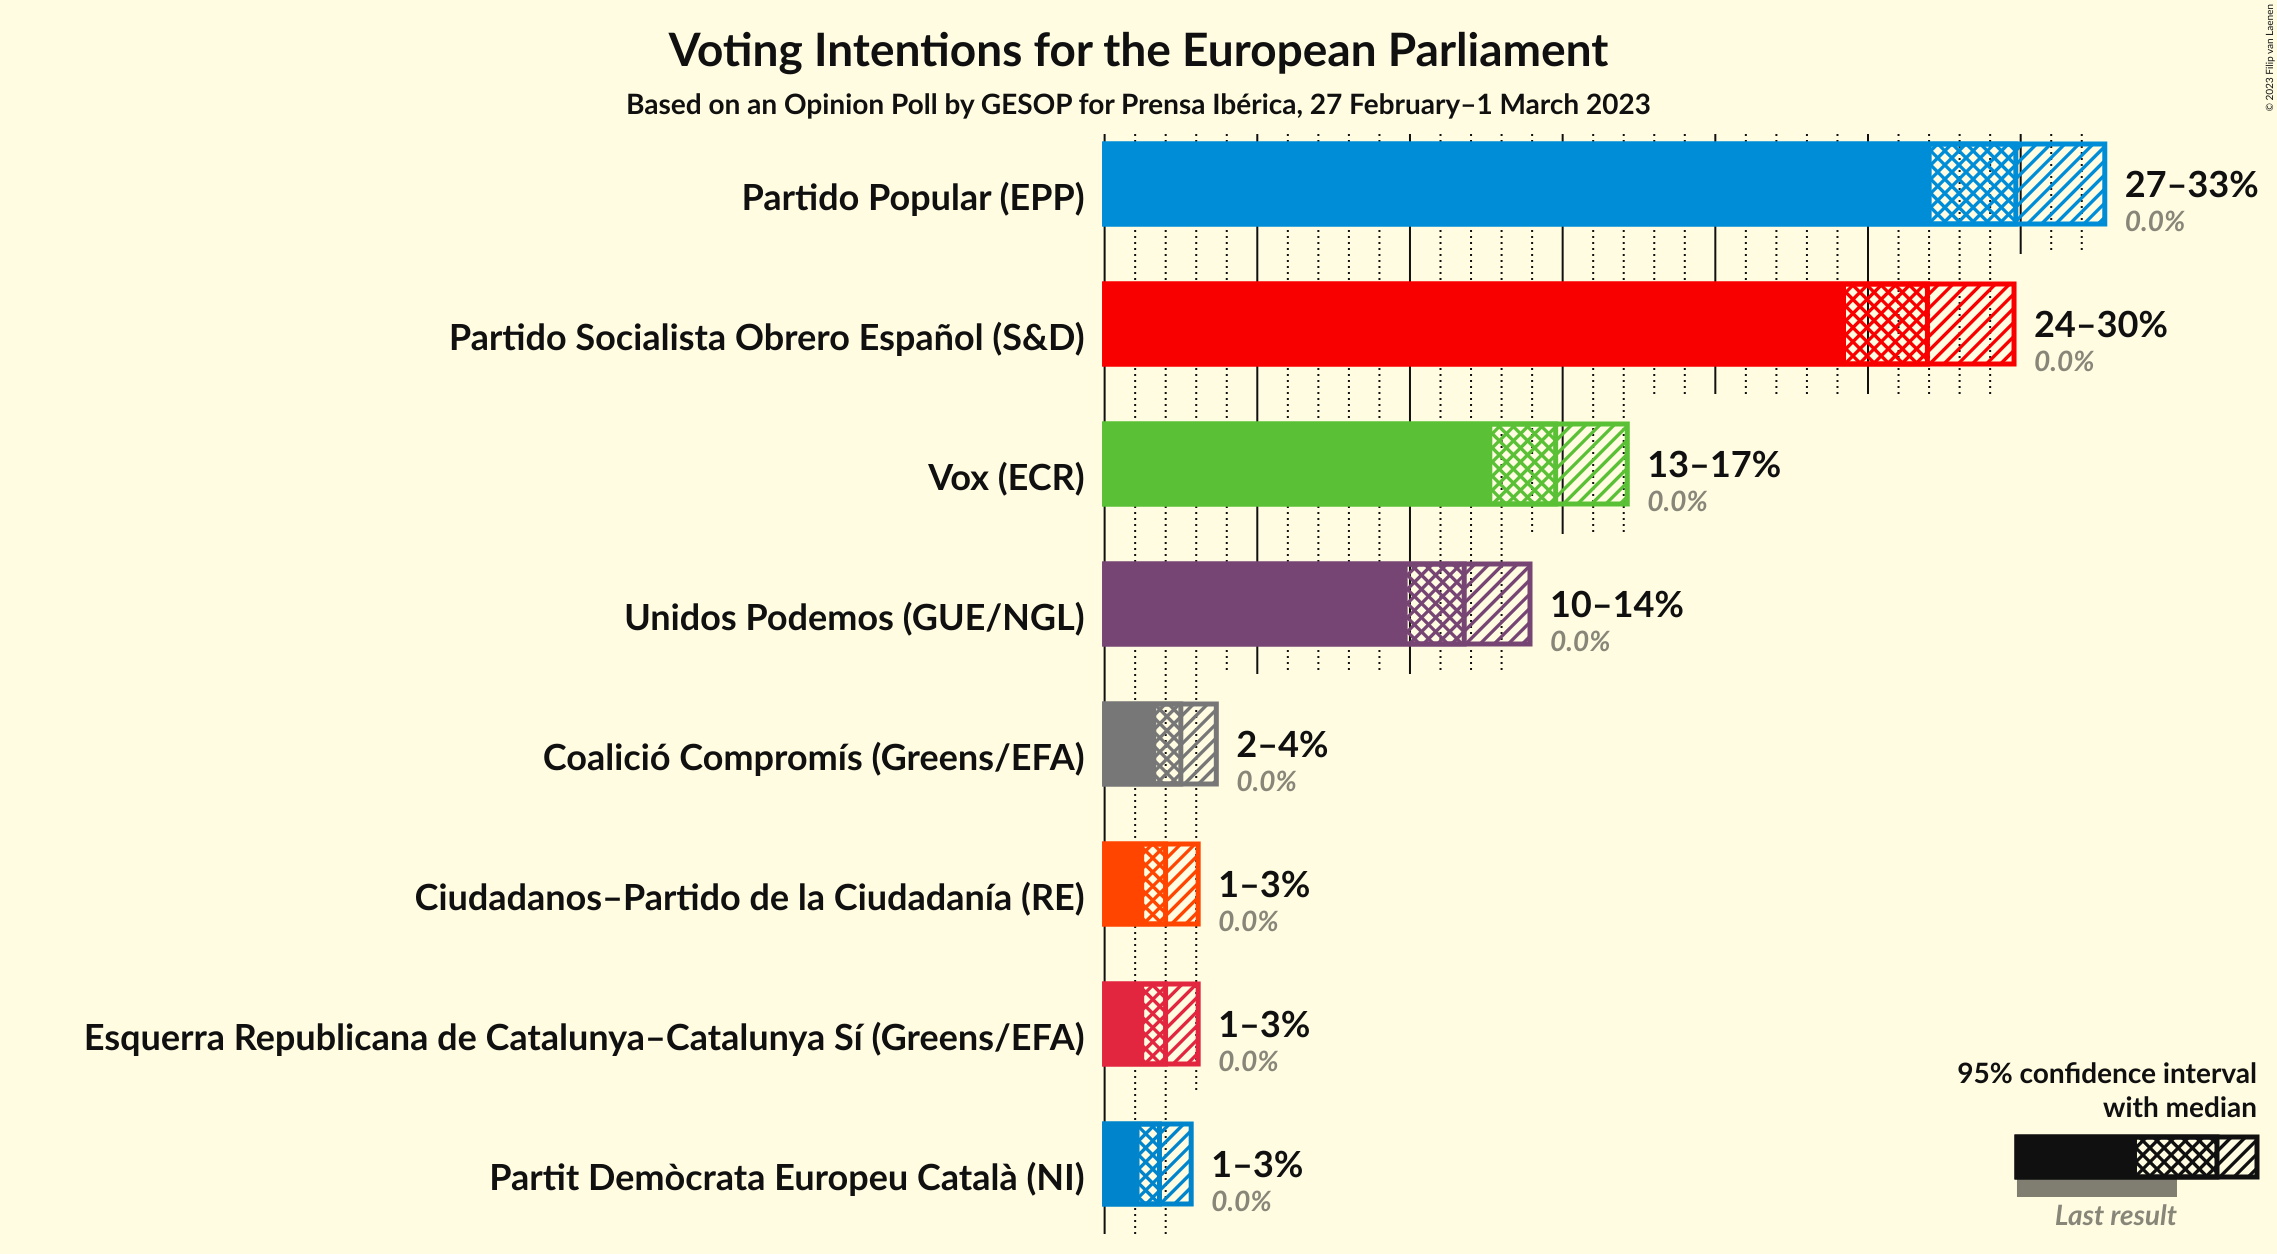 Voting Intentions for the European Parliament
Based on an Opinion Poll by GESOP for Prensa Ibérica, 27 February–1 March 2023
© 2023 Filip van Laenen
Partido Popular (EPP)
27–33%
0.0%
Partido Socialista Obrero Español (S&D)
24–30%
0.0%
Vox (ECR)
13–17%
0.0%
Unidos Podemos (GUE/NGL)
10–14%
0.0%
Coalició Compromís (Greens/EFA)
2–4%
0.0%
Ciudadanos–Partido de la Ciudadanía (RE)
1–3%
0.0%
Esquerra Republicana de Catalunya–Catalunya Sí (Greens/EFA)
1–3%
0.0%
Partit Demòcrata Europeu Català (NI)
1–3%
0.0%
95% confidence interval
with median
Last result